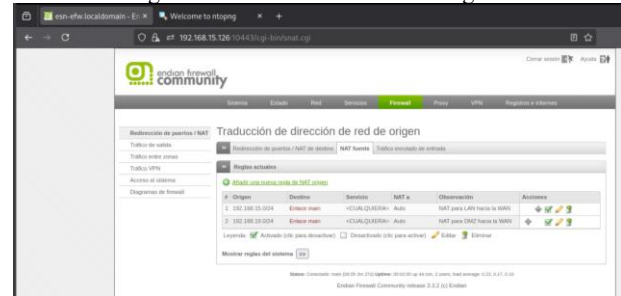 esn-efw.localdomain - En
Welcome to ntopng
192.168.15.126:10443/cgi-bin/snat.cgi
endian firewall
community
Cerrar sesión
Ayuda
Sistema Estado Red Servicios Firewall Proxy VPN Registros e informes
Redirección de puertos / NAT
Tráfico de salida
Tráfico entre zonas
Tráfico VPN
Acceso al sistema
Diagramas de firewall
Traducción de dirección de red de origen
Redirección de puertos / NAT de destino NAT fuente Tráfico enrutado de entrada
Reglas actuales
Añadir una nueva regla de NAT origen
# Origen Destino Servicio NAT a Observación Acciones
1 192.168.15.0/24 Enlace main <CUALQUIERA> Auto NAT para LAN hacia la WAN
2 192.168.19.0/24 Enlace main <CUALQUIERA> Auto NAT para DMZ hacia la WAN
Leyenda: Activado (clic para desactivar) Desactivado (clic para activar) Editar Eliminar
Mostrar reglas del sistema >>
Endian Firewall Community release 3.3.2 (c) Endian